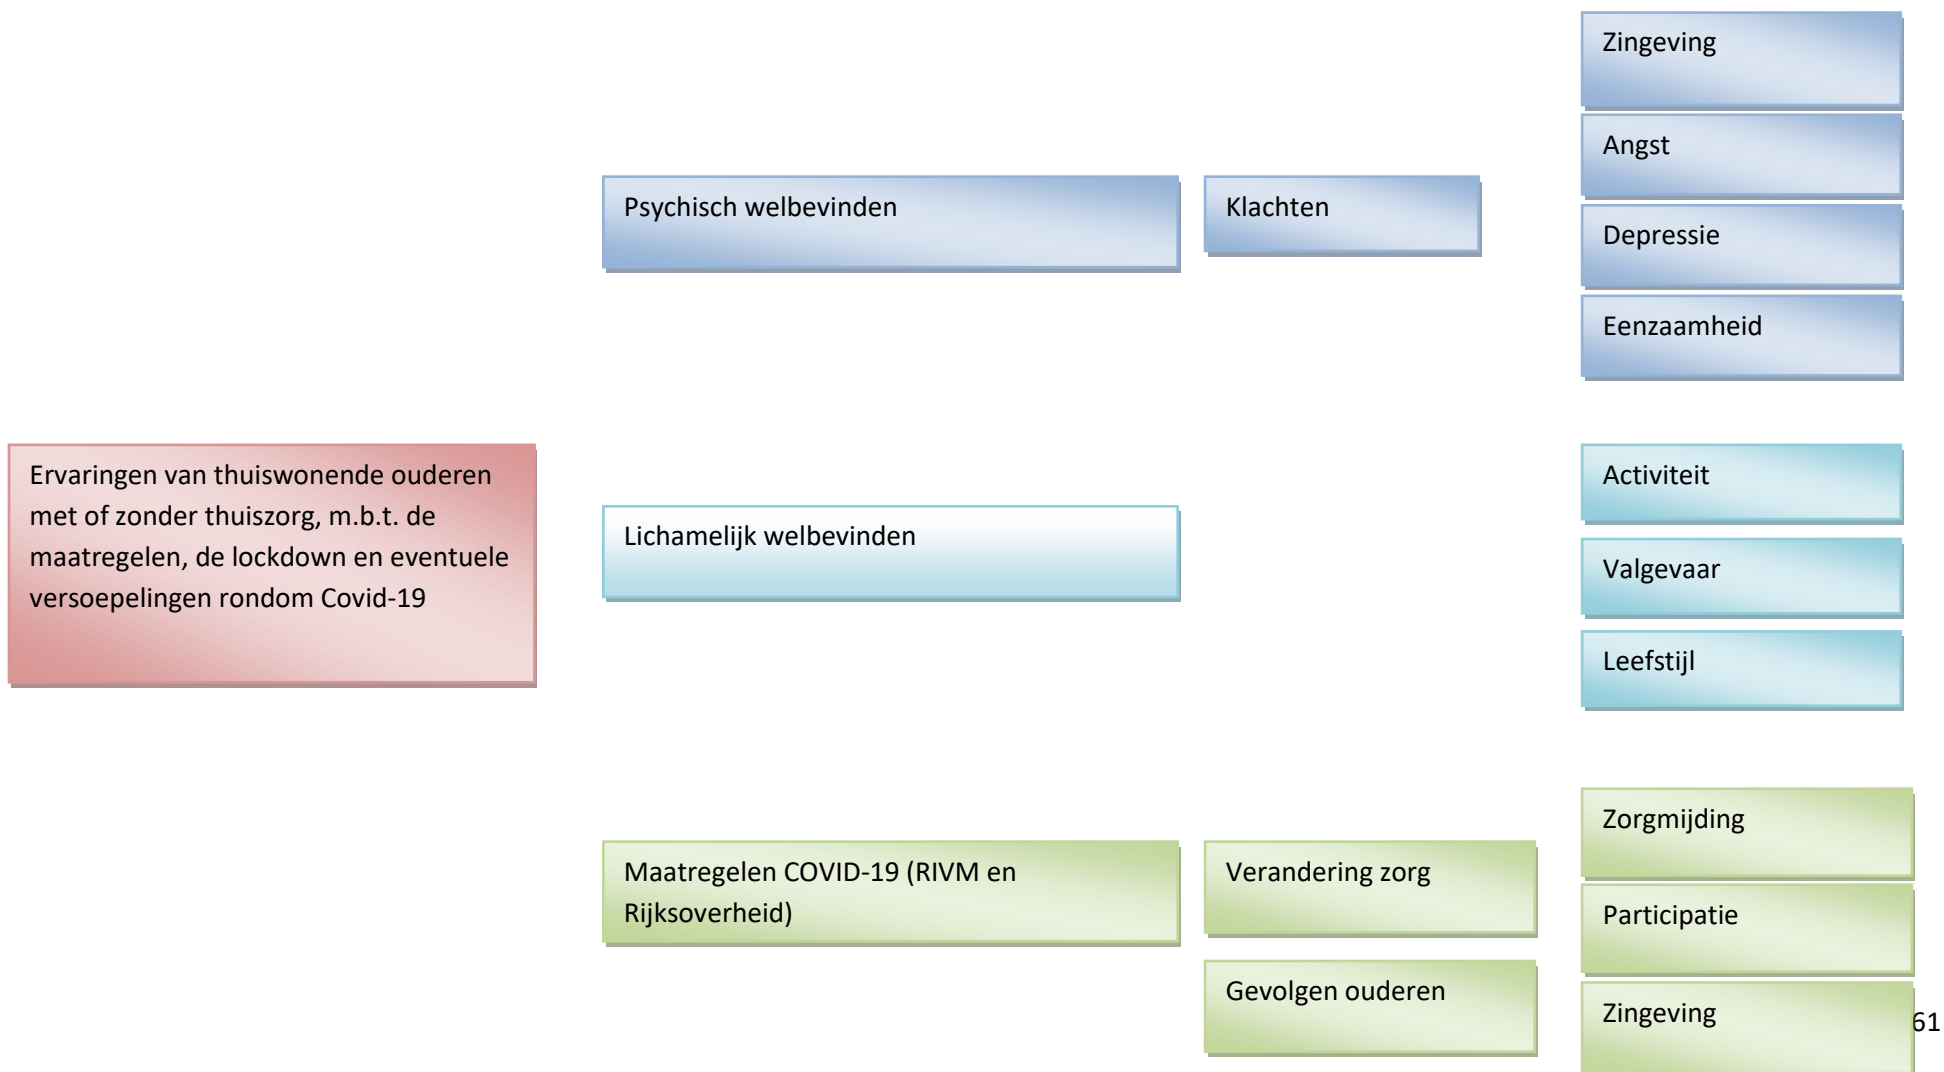 Zingeving
Angst
Psychisch welbevinden
Klachten
Depressie
Eenzaamheid
Ervaringen van thuiswonende ouderen
met of zonder thuiszorg, m.b.t. de
maatregelen, de lockdown en eventuele
versoepelingen rondom Covid-19
Lichamelijk welbevinden
Activiteit
Valgevaar
Leefstijl
Maatregelen COVID-19 (RIVM en
Rijksoverheid)
Verandering zorg
Gevolgen ouderen
Zorgmijding
Participatie
Zingeving
61